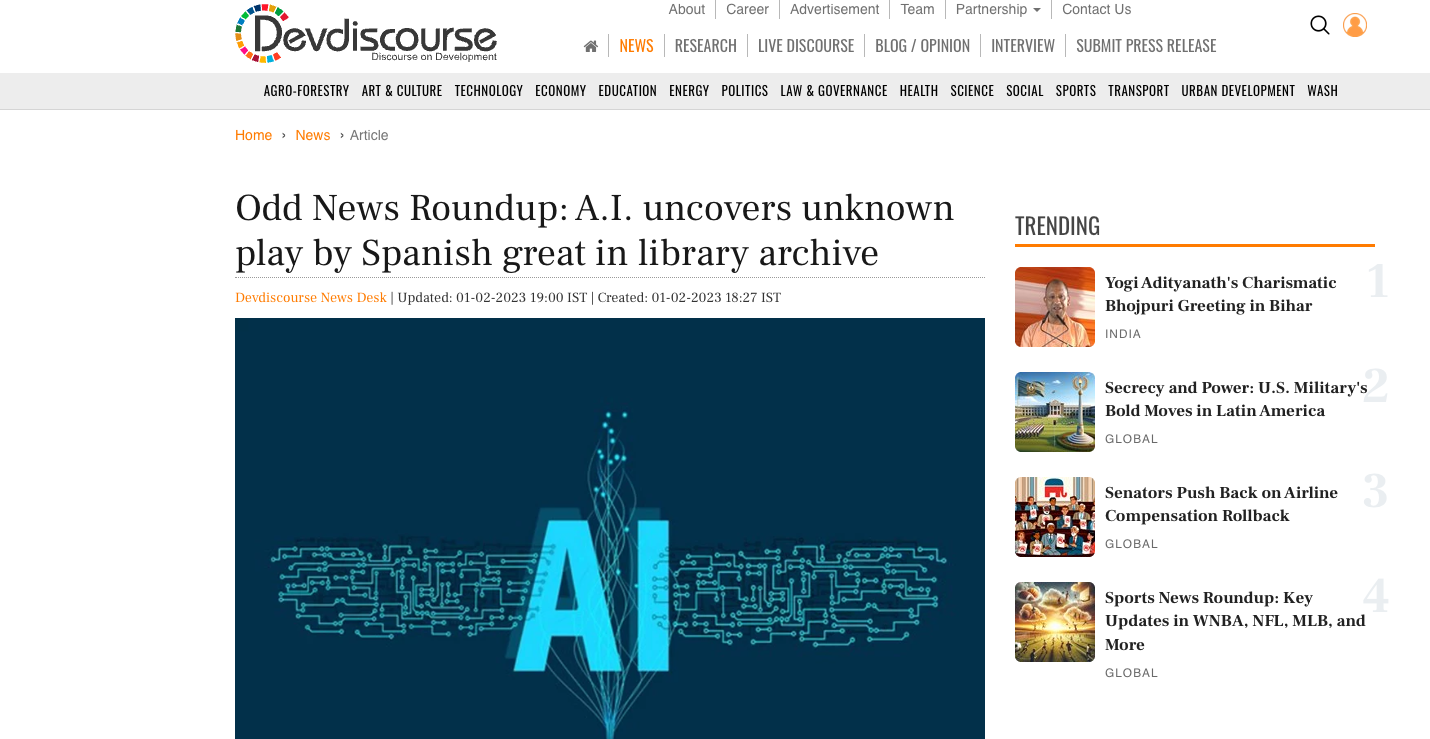 Devdiscourse
Discourse on Development
About Career Advertisement Team Partnership Contact Us
NEWS RESEARCH LIVE DISCOURSE BLOG / OPINION INTERVIEW SUBMIT PRESS RELEASE
AGRO-FORESTRY ART & CULTURE TECHNOLOGY ECONOMY EDUCATION ENERGY POLITICS LAW & GOVERNANCE HEALTH SCIENCE SOCIAL SPORTS TRANSPORT URBAN DEVELOPMENT WASH
Home › News › Article
Odd News Roundup: A.I. uncovers unknown
play by Spanish great in library archive
Devdiscourse News Desk | Updated: 01-02-2023 19:00 IST | Created: 01-02-2023 18:27 IST
AI
TRENDING
1
Yogi Adityanath's Charismatic
Bhojpuri Greeting in Bihar
INDIA
2
Secrecy and Power: U.S. Military's
Bold Moves in Latin America
GLOBAL
3
Senators Push Back on Airline
Compensation Rollback
GLOBAL
4
Sports News Roundup: Key
Updates in WNBA, NFL, MLB, and
More
GLOBAL